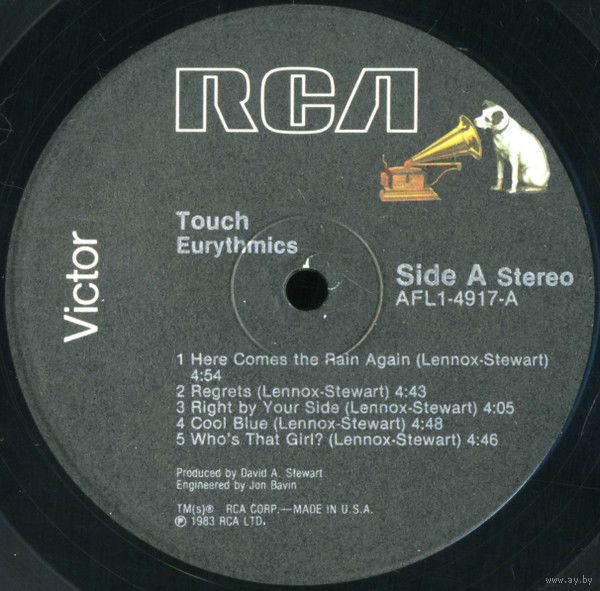 RCA
Victor
Touch
Eurythmics
Side A Stereo
AFL1-4917-A
1 Here Comes the Rain Again (Lennox-Stewart)
4:54
2 Regrets (Lennox-Stewart) 4:43
3 Right by Your Side (Lennox-Stewart) 4:05
4 Cool Blue (Lennox-Stewart) 4:48
5 Who's That Girl? (Lennox-Stewart) 4:46
Produced by David A. Stewart
Engineered by Jon Bavin
TM(s)® RCA CORP.—MADE IN U.S.A.
℗ 1983 RCA LTD.
www.ay.by